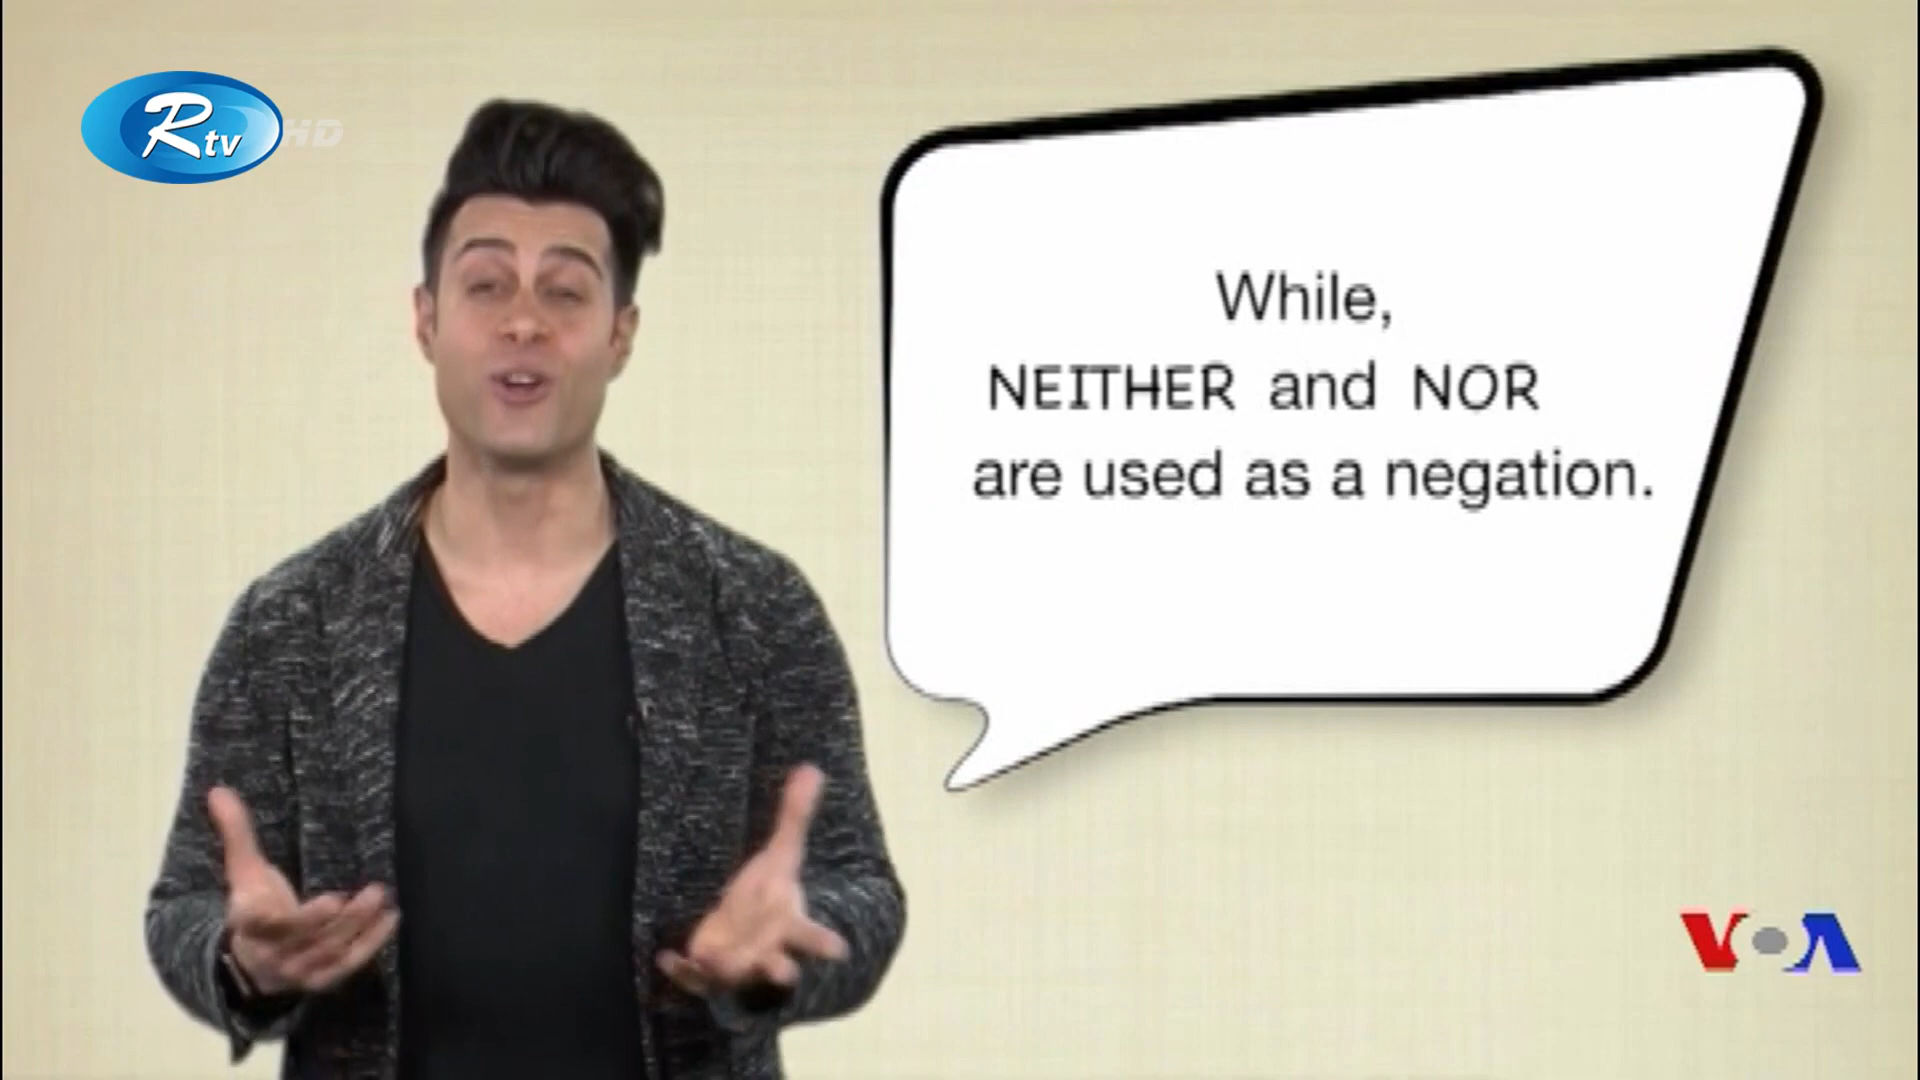 Rtv HD
While,
NEITHER and NOR
are used as a negation.
VOA